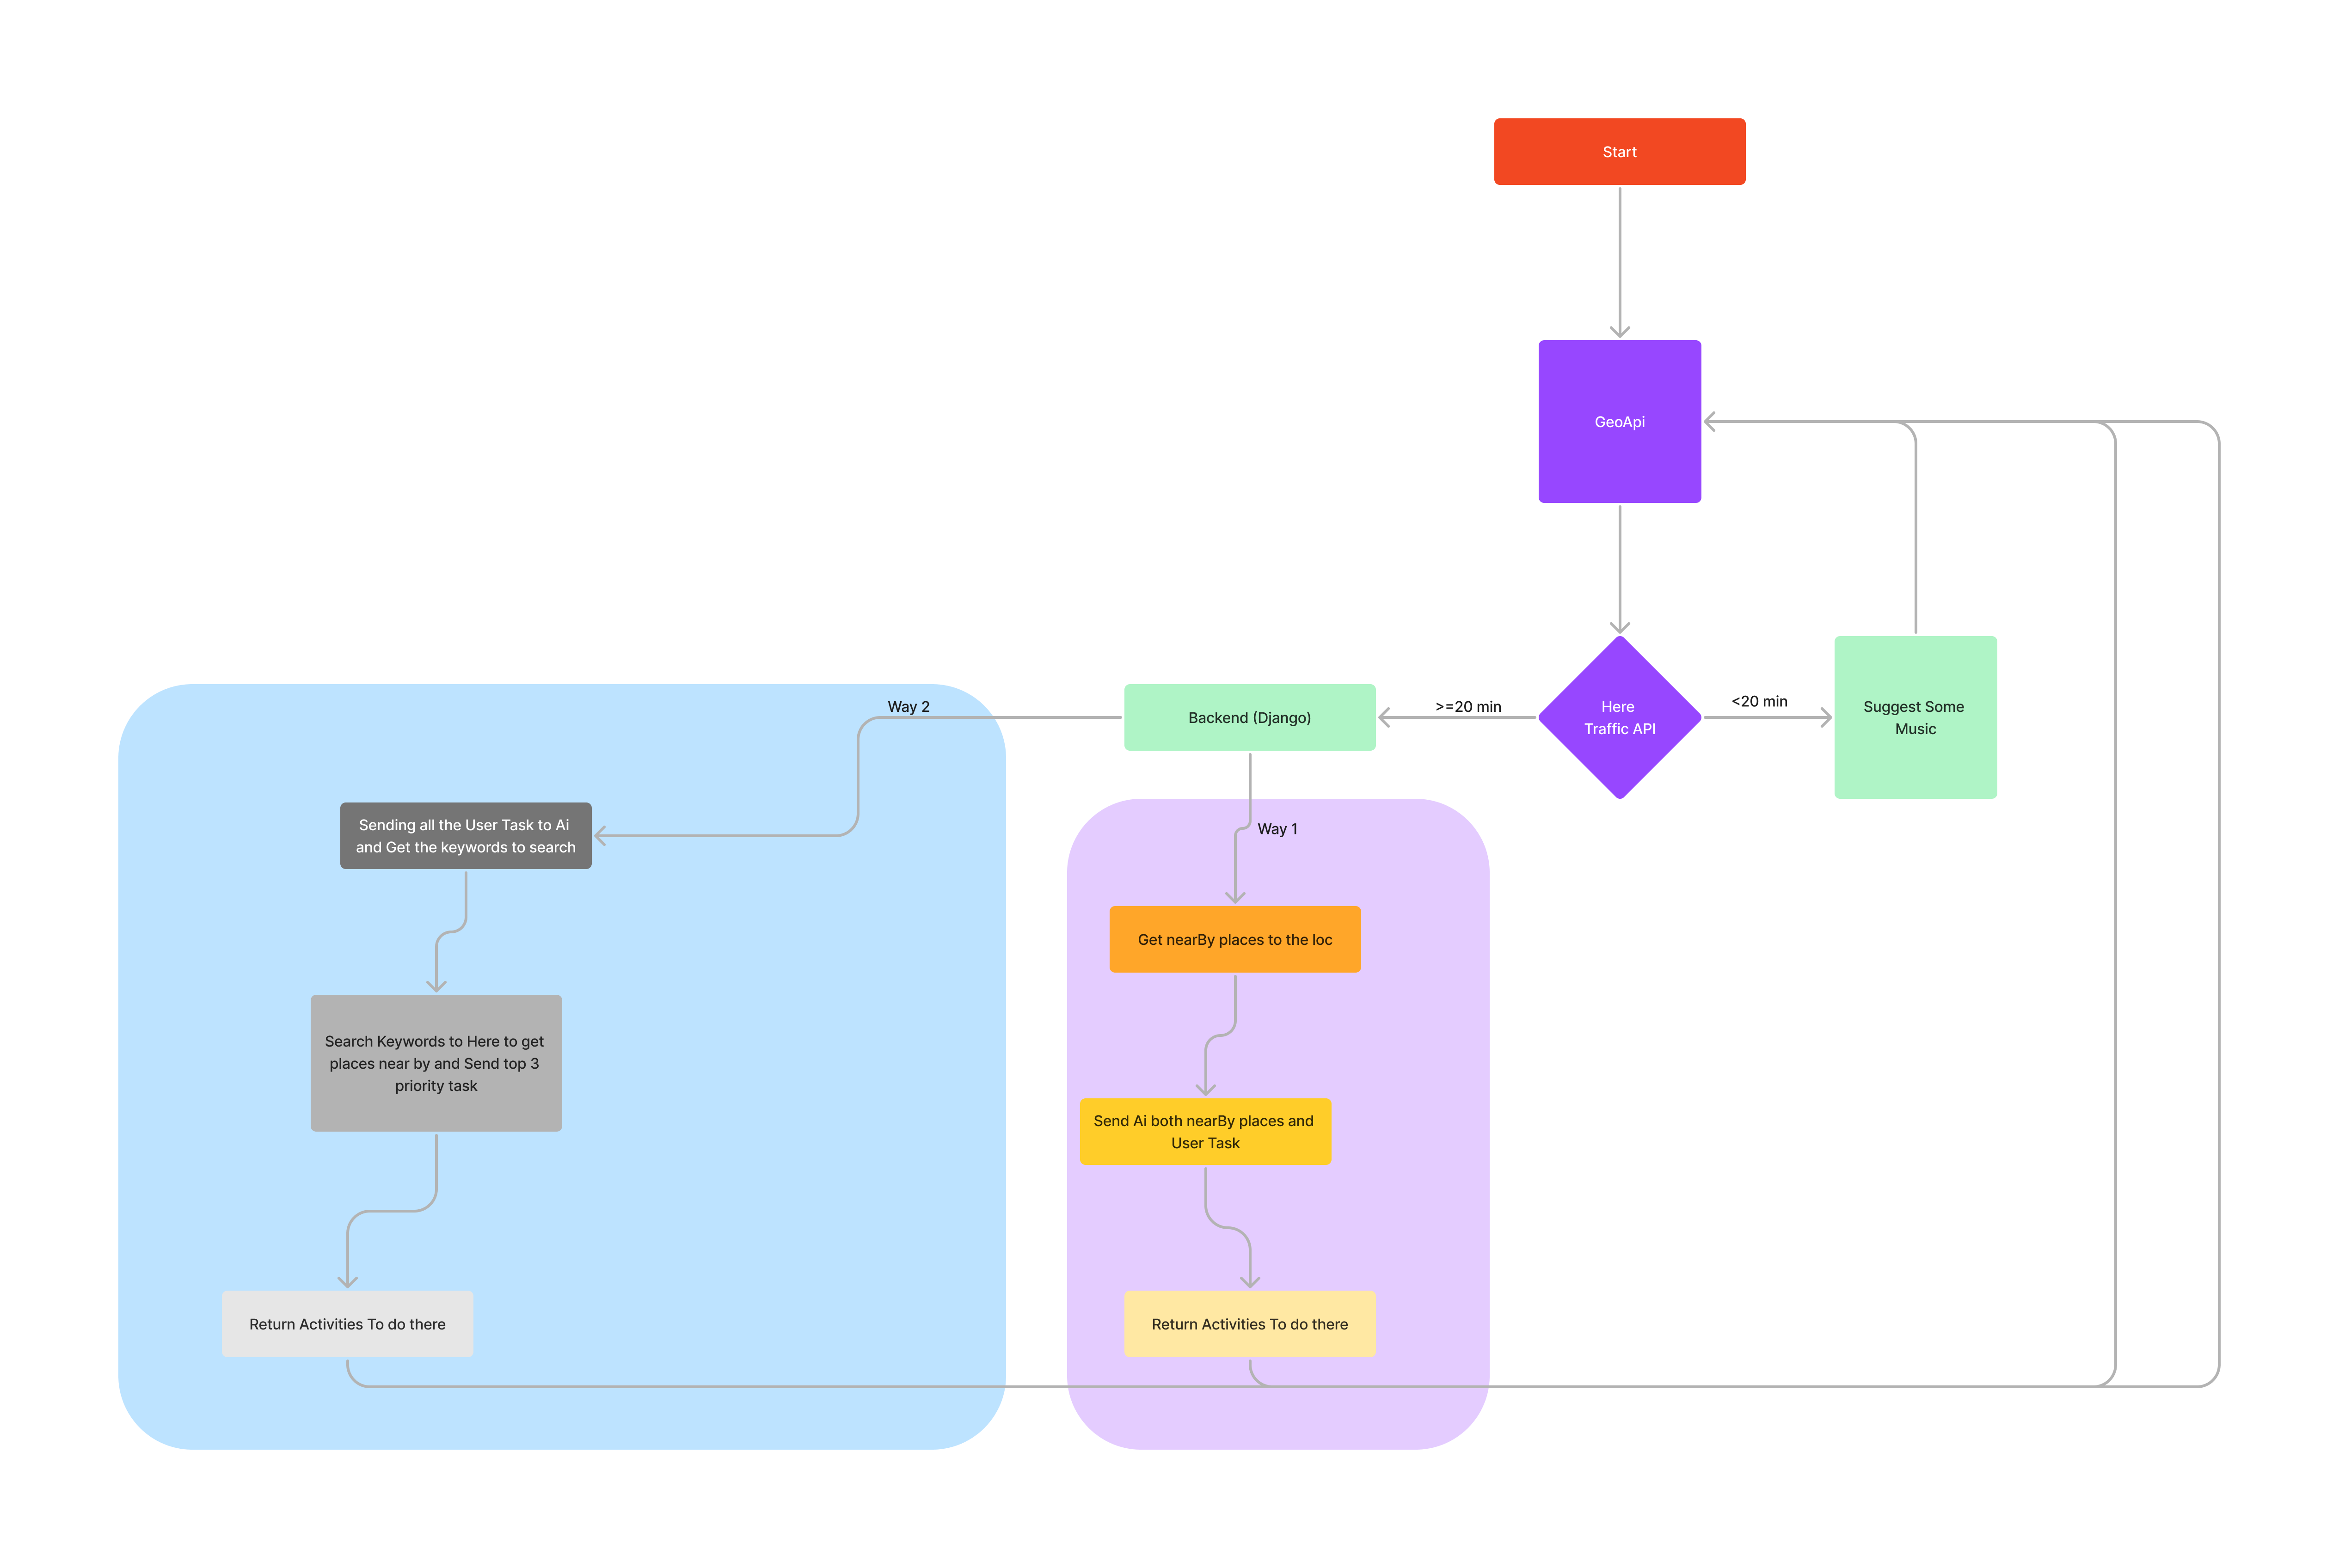 Start
GeoApi
Here
Traffic API
>=20 min
<20 min
Suggest Some
Music
Backend (Django)
Way 2
Way 1
Sending all the User Task to Ai
and Get the keywords to search
Search Keywords to Here to get
places near by and Send top 3
priority task
Return Activities To do there
Get nearBy places to the loc
Send Ai both nearBy places and
User Task
Return Activities To do there